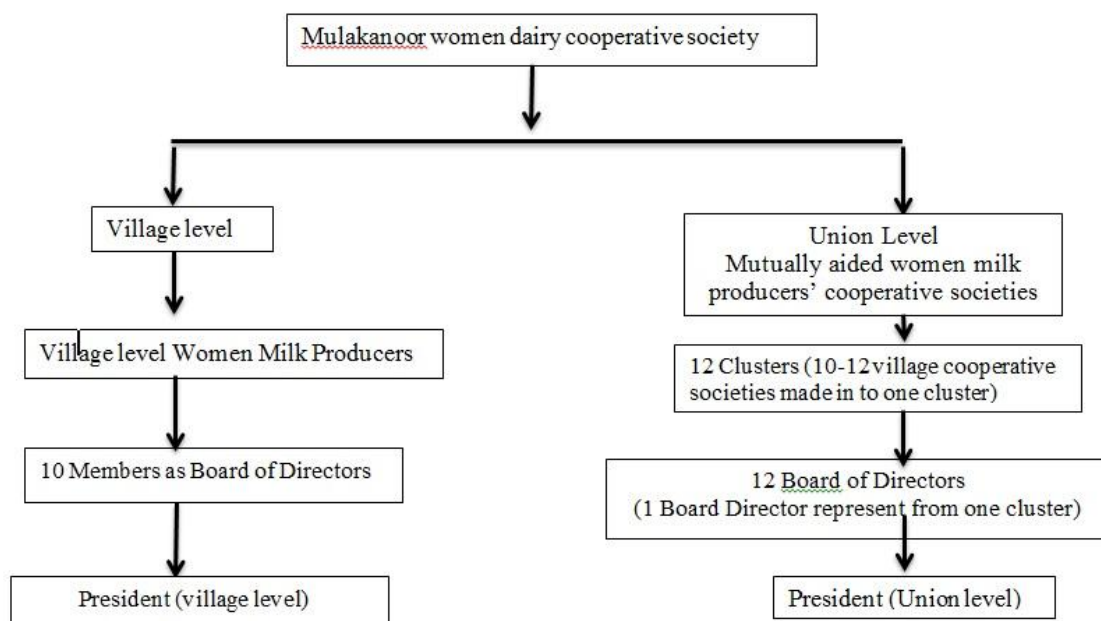 Mulakanoor women dairy cooperative society
Village level
Village level Women Milk Producers
10 Members as Board of Directors
President (village level)
Union Level
Mutually aided women milk
producers’ cooperative societies
12 Clusters (10-12 village cooperative
societies made in to one cluster)
12 Board of Directors
(1 Board Director represent from one cluster)
President (Union level)